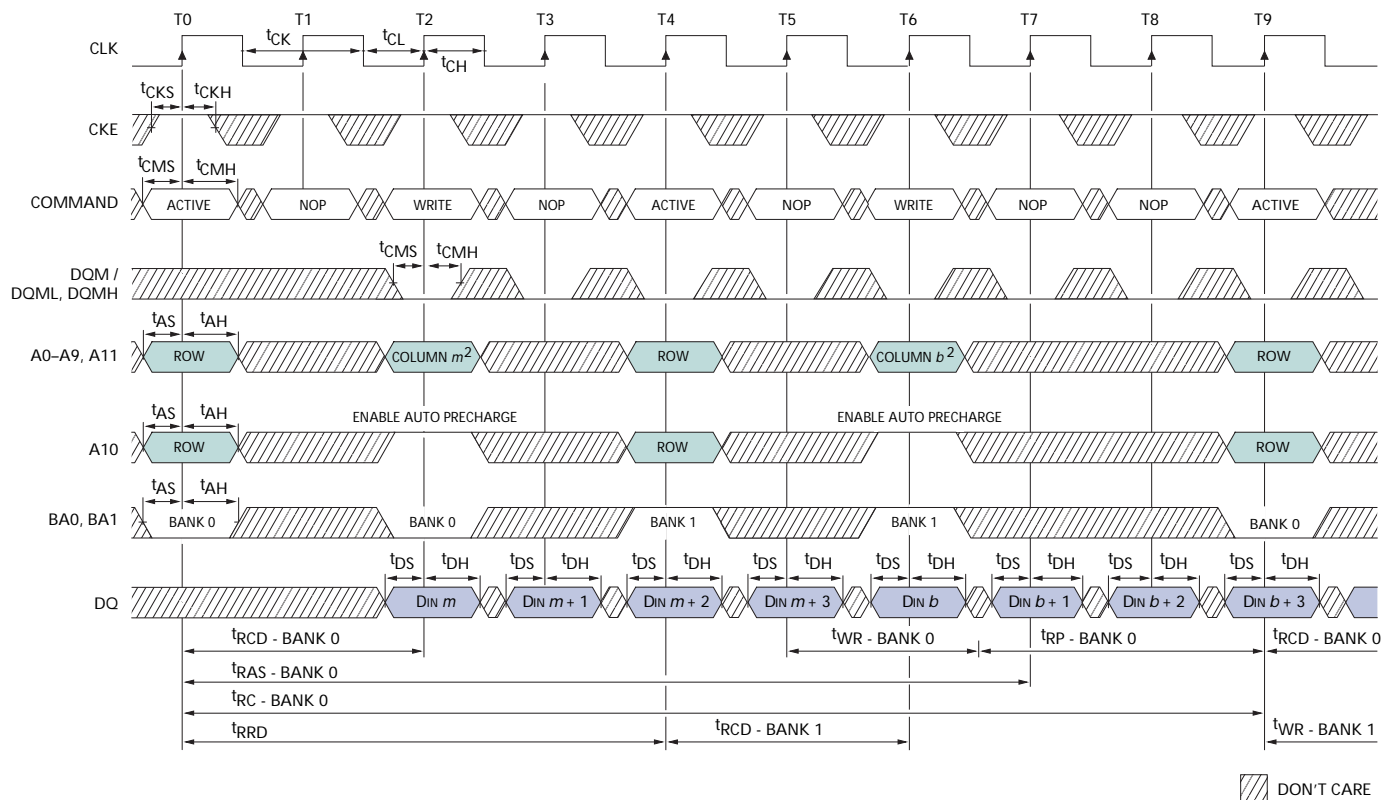 T0 T1 T2 T3 T4 T5 T6 T7 T8 T9
CLK tCK tCL tCH
tCKS tCKH
CKE
tCMS tCMH
COMMAND ACTIVE NOP WRITE NOP ACTIVE NOP WRITE NOP NOP ACTIVE
tCMS tCMH
DQM /
DQML, DQMH
tAS tAH
A0–A9, A11 ROW COLUMN m2 ROW COLUMN b2 ROW
tAS tAH ENABLE AUTO PRECHARGE ENABLE AUTO PRECHARGE
A10 ROW ROW ROW
tAS tAH
BA0, BA1 BANK 0 BANK 0 BANK 1 BANK 1 BANK 0
tDS tDH tDS tDH tDS tDH tDS tDH tDS tDH tDS tDH tDS tDH tDS tDH
DQ DIN m DIN m + 1 DIN m + 2 DIN m + 3 DIN b DIN b + 1 DIN b + 2 DIN b + 3
tRCD - BANK 0 tWR - BANK 0 tRP - BANK 0 tRCD - BANK 0
tRAS - BANK 0
tRC - BANK 0
tRRD tRCD - BANK 1 tWR - BANK 1
DON'T CARE